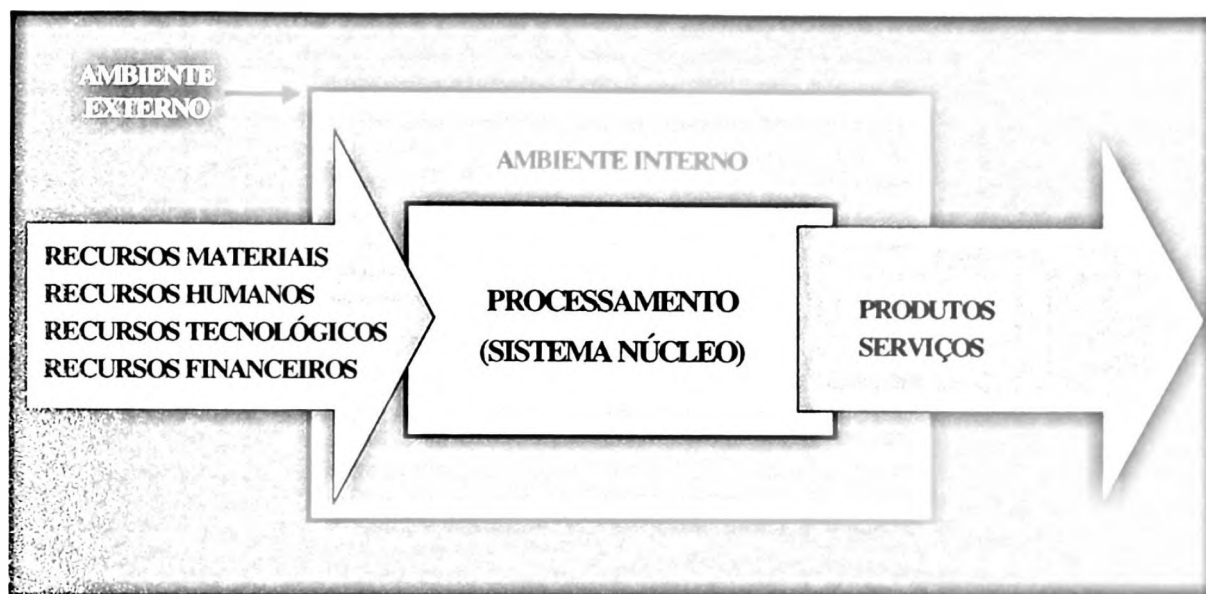 AMBIENTE
EXTERNO
AMBIENTE INTERNO
RECURSOS MATERIAIS
RECURSOS HUMANOS
RECURSOS TECNOLÓGICOS
RECURSOS FINANCEIROS
PROCESSAMENTO
(SISTEMA NÚCLEO)
PRODUTOS
SERVIÇOS